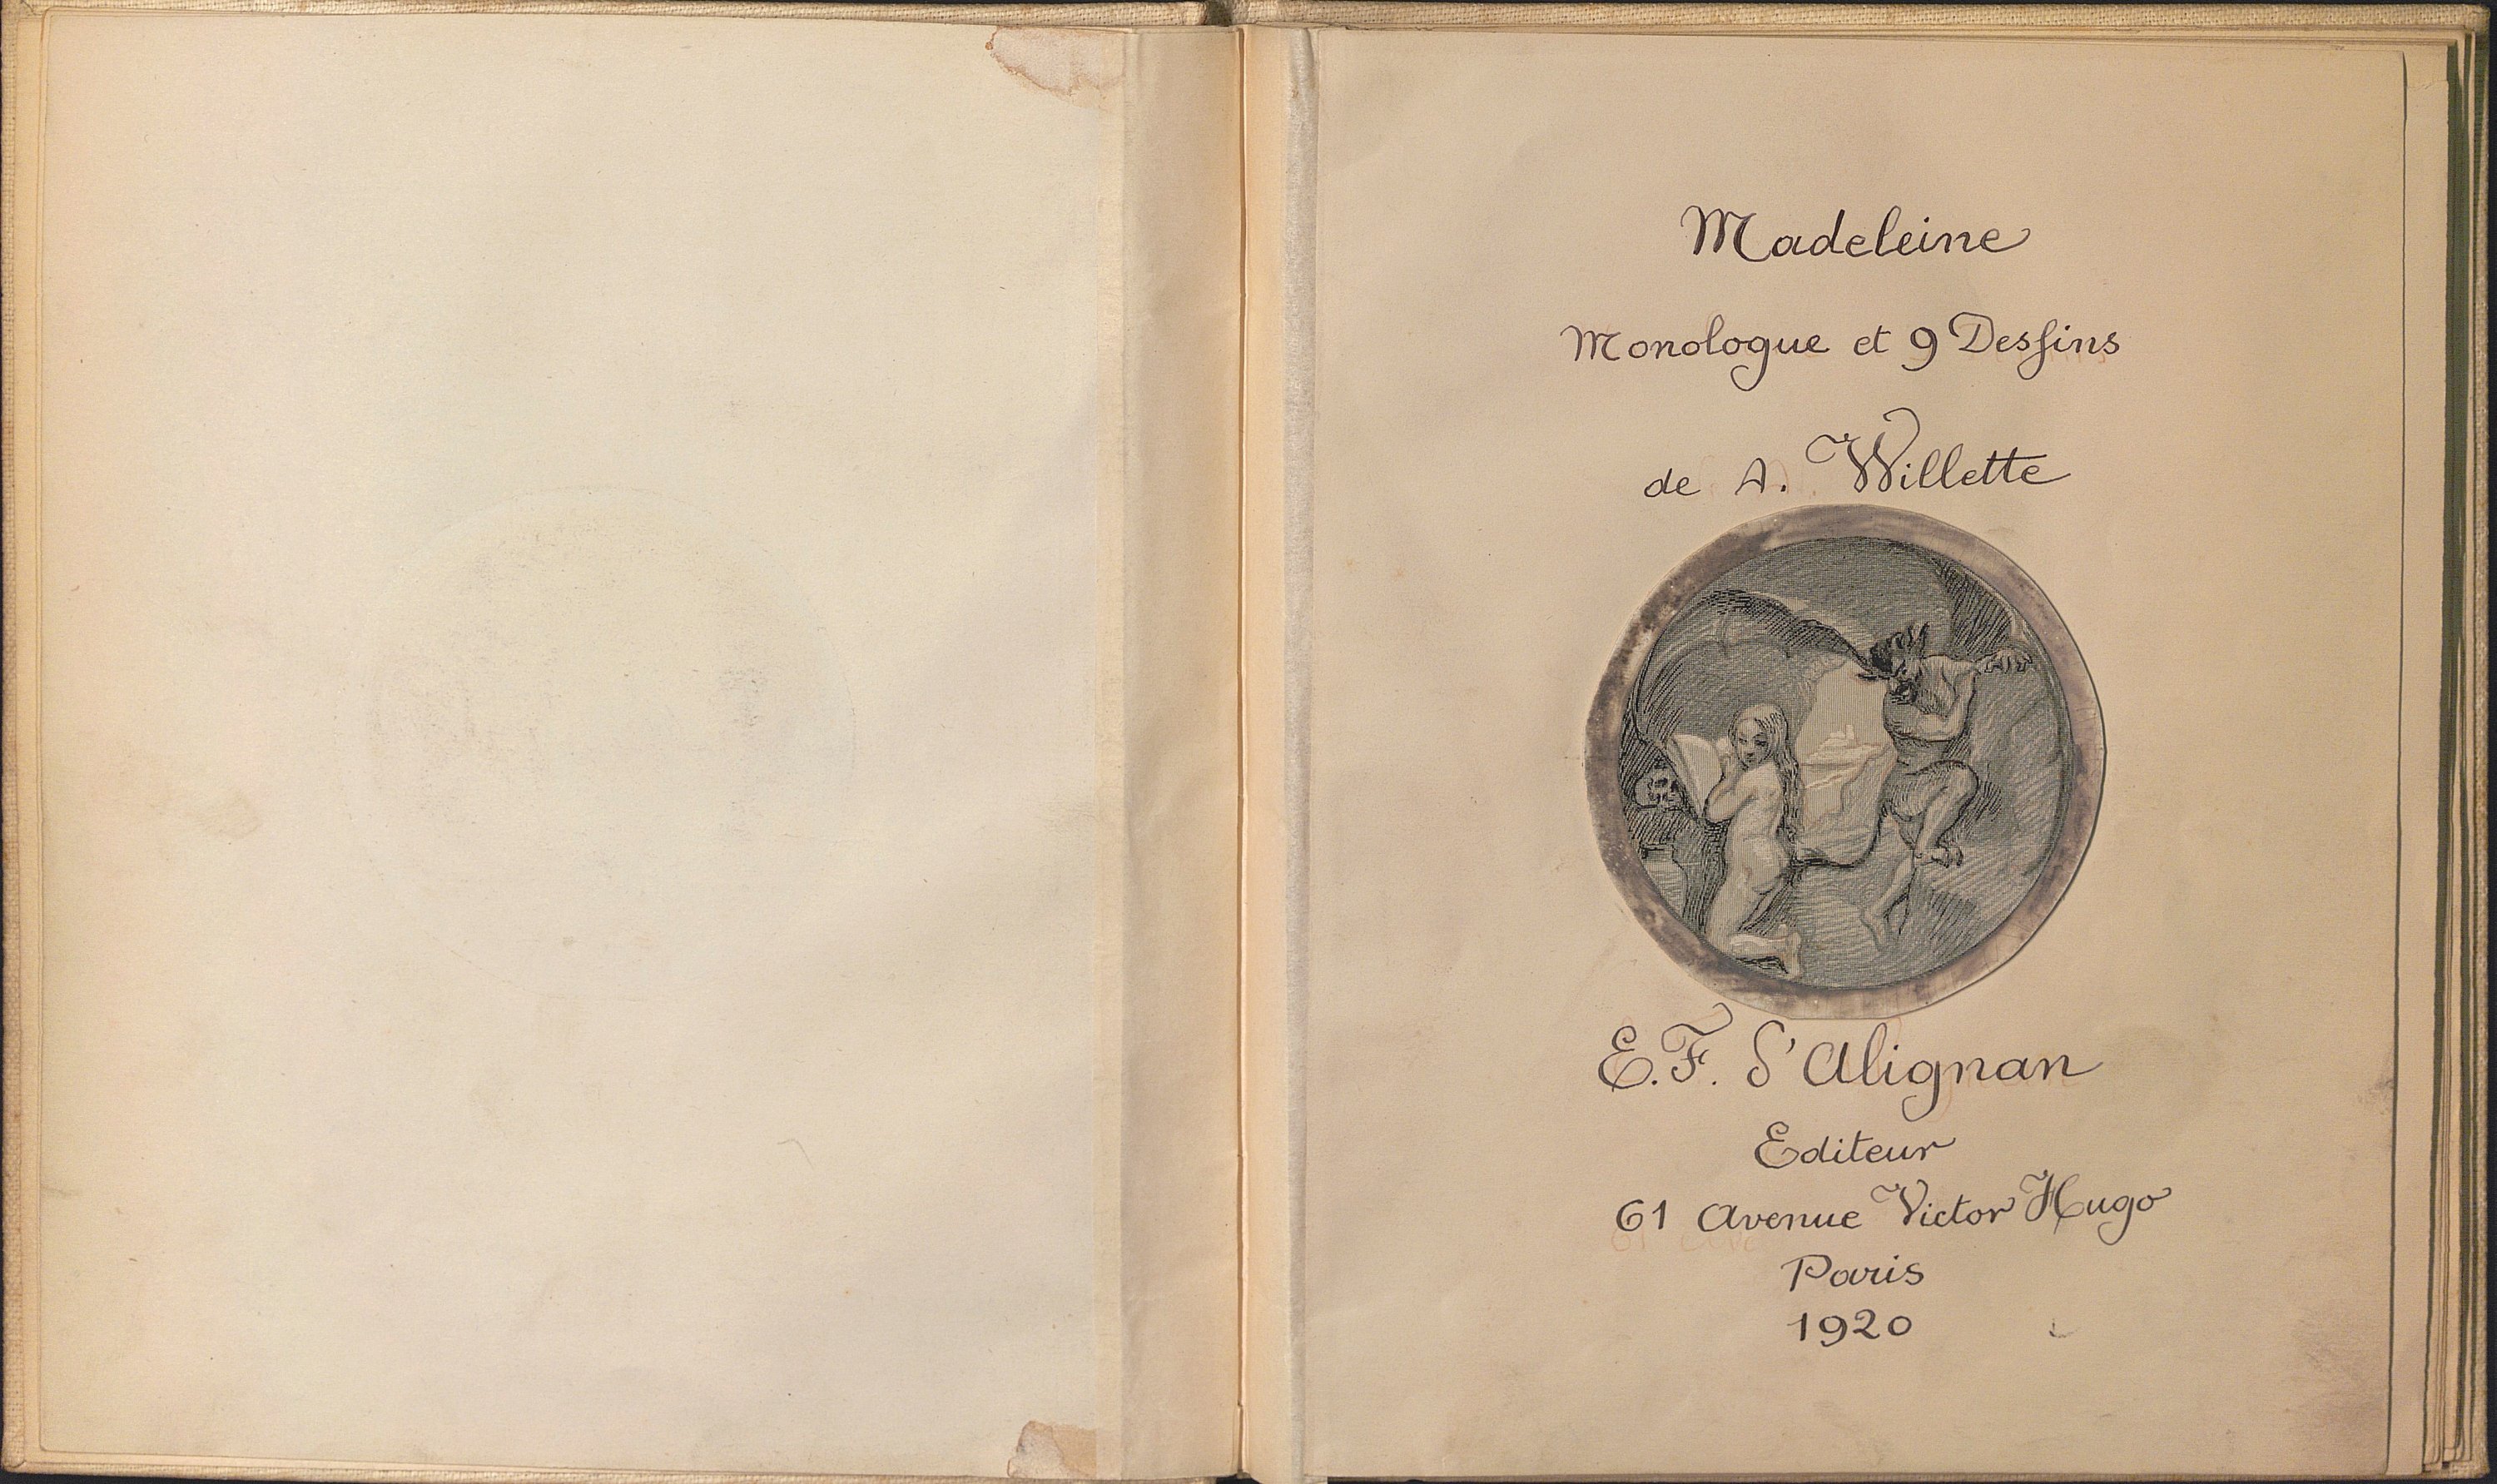 Madeleine
Monologue et 9 Desſins
de A. Willette
E. F. d'Alignan
Editeur
61 Avenue Victor Hugo
Paris
1920